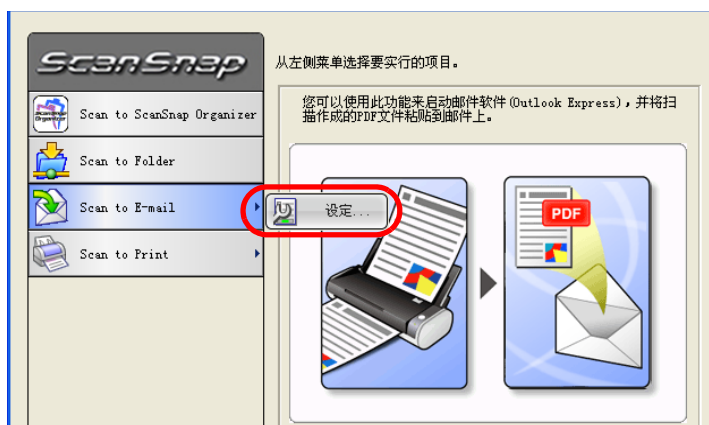 ScanSnap
从左侧菜单选择要实行的项目。
Scan to ScanSnap Organizer
Scan to Folder
Scan to E-mail
Scan to Print
设定...
您可以使用此功能来启动邮件软件(Outlook Express)，并将扫
描作成的PDF文件粘贴到邮件上。
PDF